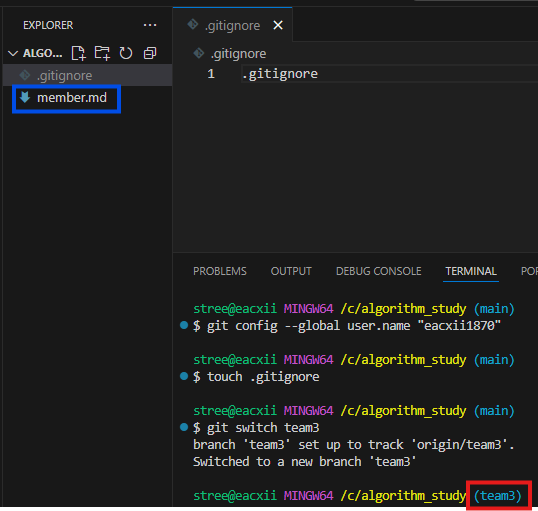 EXPLORER
ALGO...
.gitignore
member.md
.gitignore
.gitignore
1 .gitignore
PROBLEMS OUTPUT DEBUG CONSOLE TERMINAL
stree@eacxii MINGW64 /c/algorithm_study (main)
$ git config --global user.name "eacxii1870"
stree@eacxii MINGW64 /c/algorithm_study (main)
$ touch .gitignore
stree@eacxii MINGW64 /c/algorithm_study (main)
$ git switch team3
branch 'team3' set up to track 'origin/team3'.
Switched to a new branch 'team3'
stree@eacxii MINGW64 /c/algorithm_study (team3)